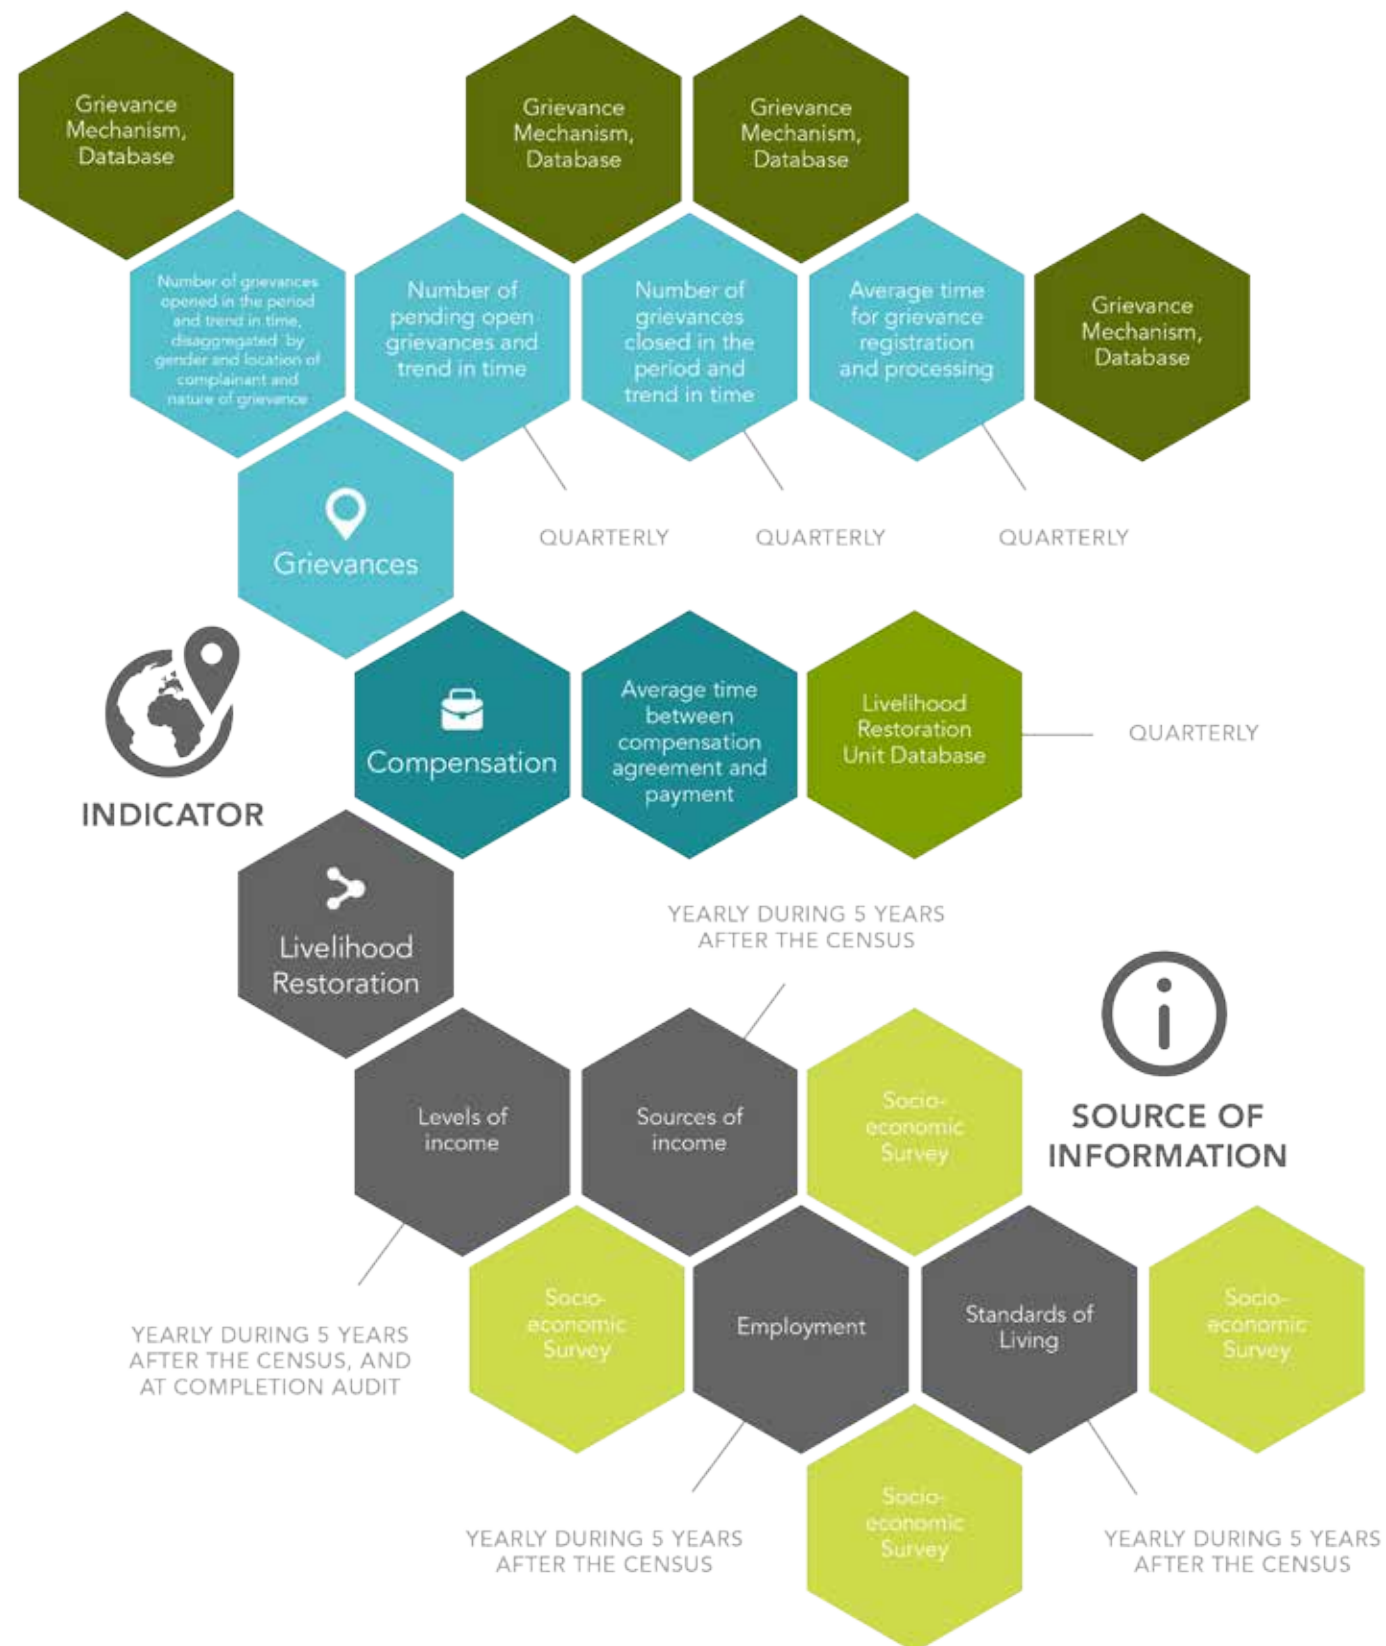 Grievance
Mechanism,
Database
Grievance
Mechanism,
Database
Grievance
Mechanism,
Database
Number of grievances
opened in the period
and trend in time,
disaggregated by
gender and location of
complainant and
nature of grievance
Number of
pending open
grievances and
trend in time
Number of
grievances
closed in the
period and
trend in time
Average time
for grievance
registration
and processing
Grievance
Mechanism,
Database
Grievances
QUARTERLY
QUARTERLY
QUARTERLY
INDICATOR
Compensation
Average time
between
compensation
agreement and
payment
Livelihood
Restoration
Unit Database
QUARTERLY
Livelihood
Restoration
YEARLY DURING 5 YEARS
AFTER THE CENSUS
Levels of
income
Sources of
income
Socio-
economic
Survey
SOURCE OF
INFORMATION
YEARLY DURING 5 YEARS
AFTER THE CENSUS, AND
AT COMPLETION AUDIT
Socio-
economic
Survey
Employment
Standards of
Living
Socio-
economic
Survey
YEARLY DURING 5 YEARS
AFTER THE CENSUS
Socio-
economic
Survey
YEARLY DURING 5 YEARS
AFTER THE CENSUS